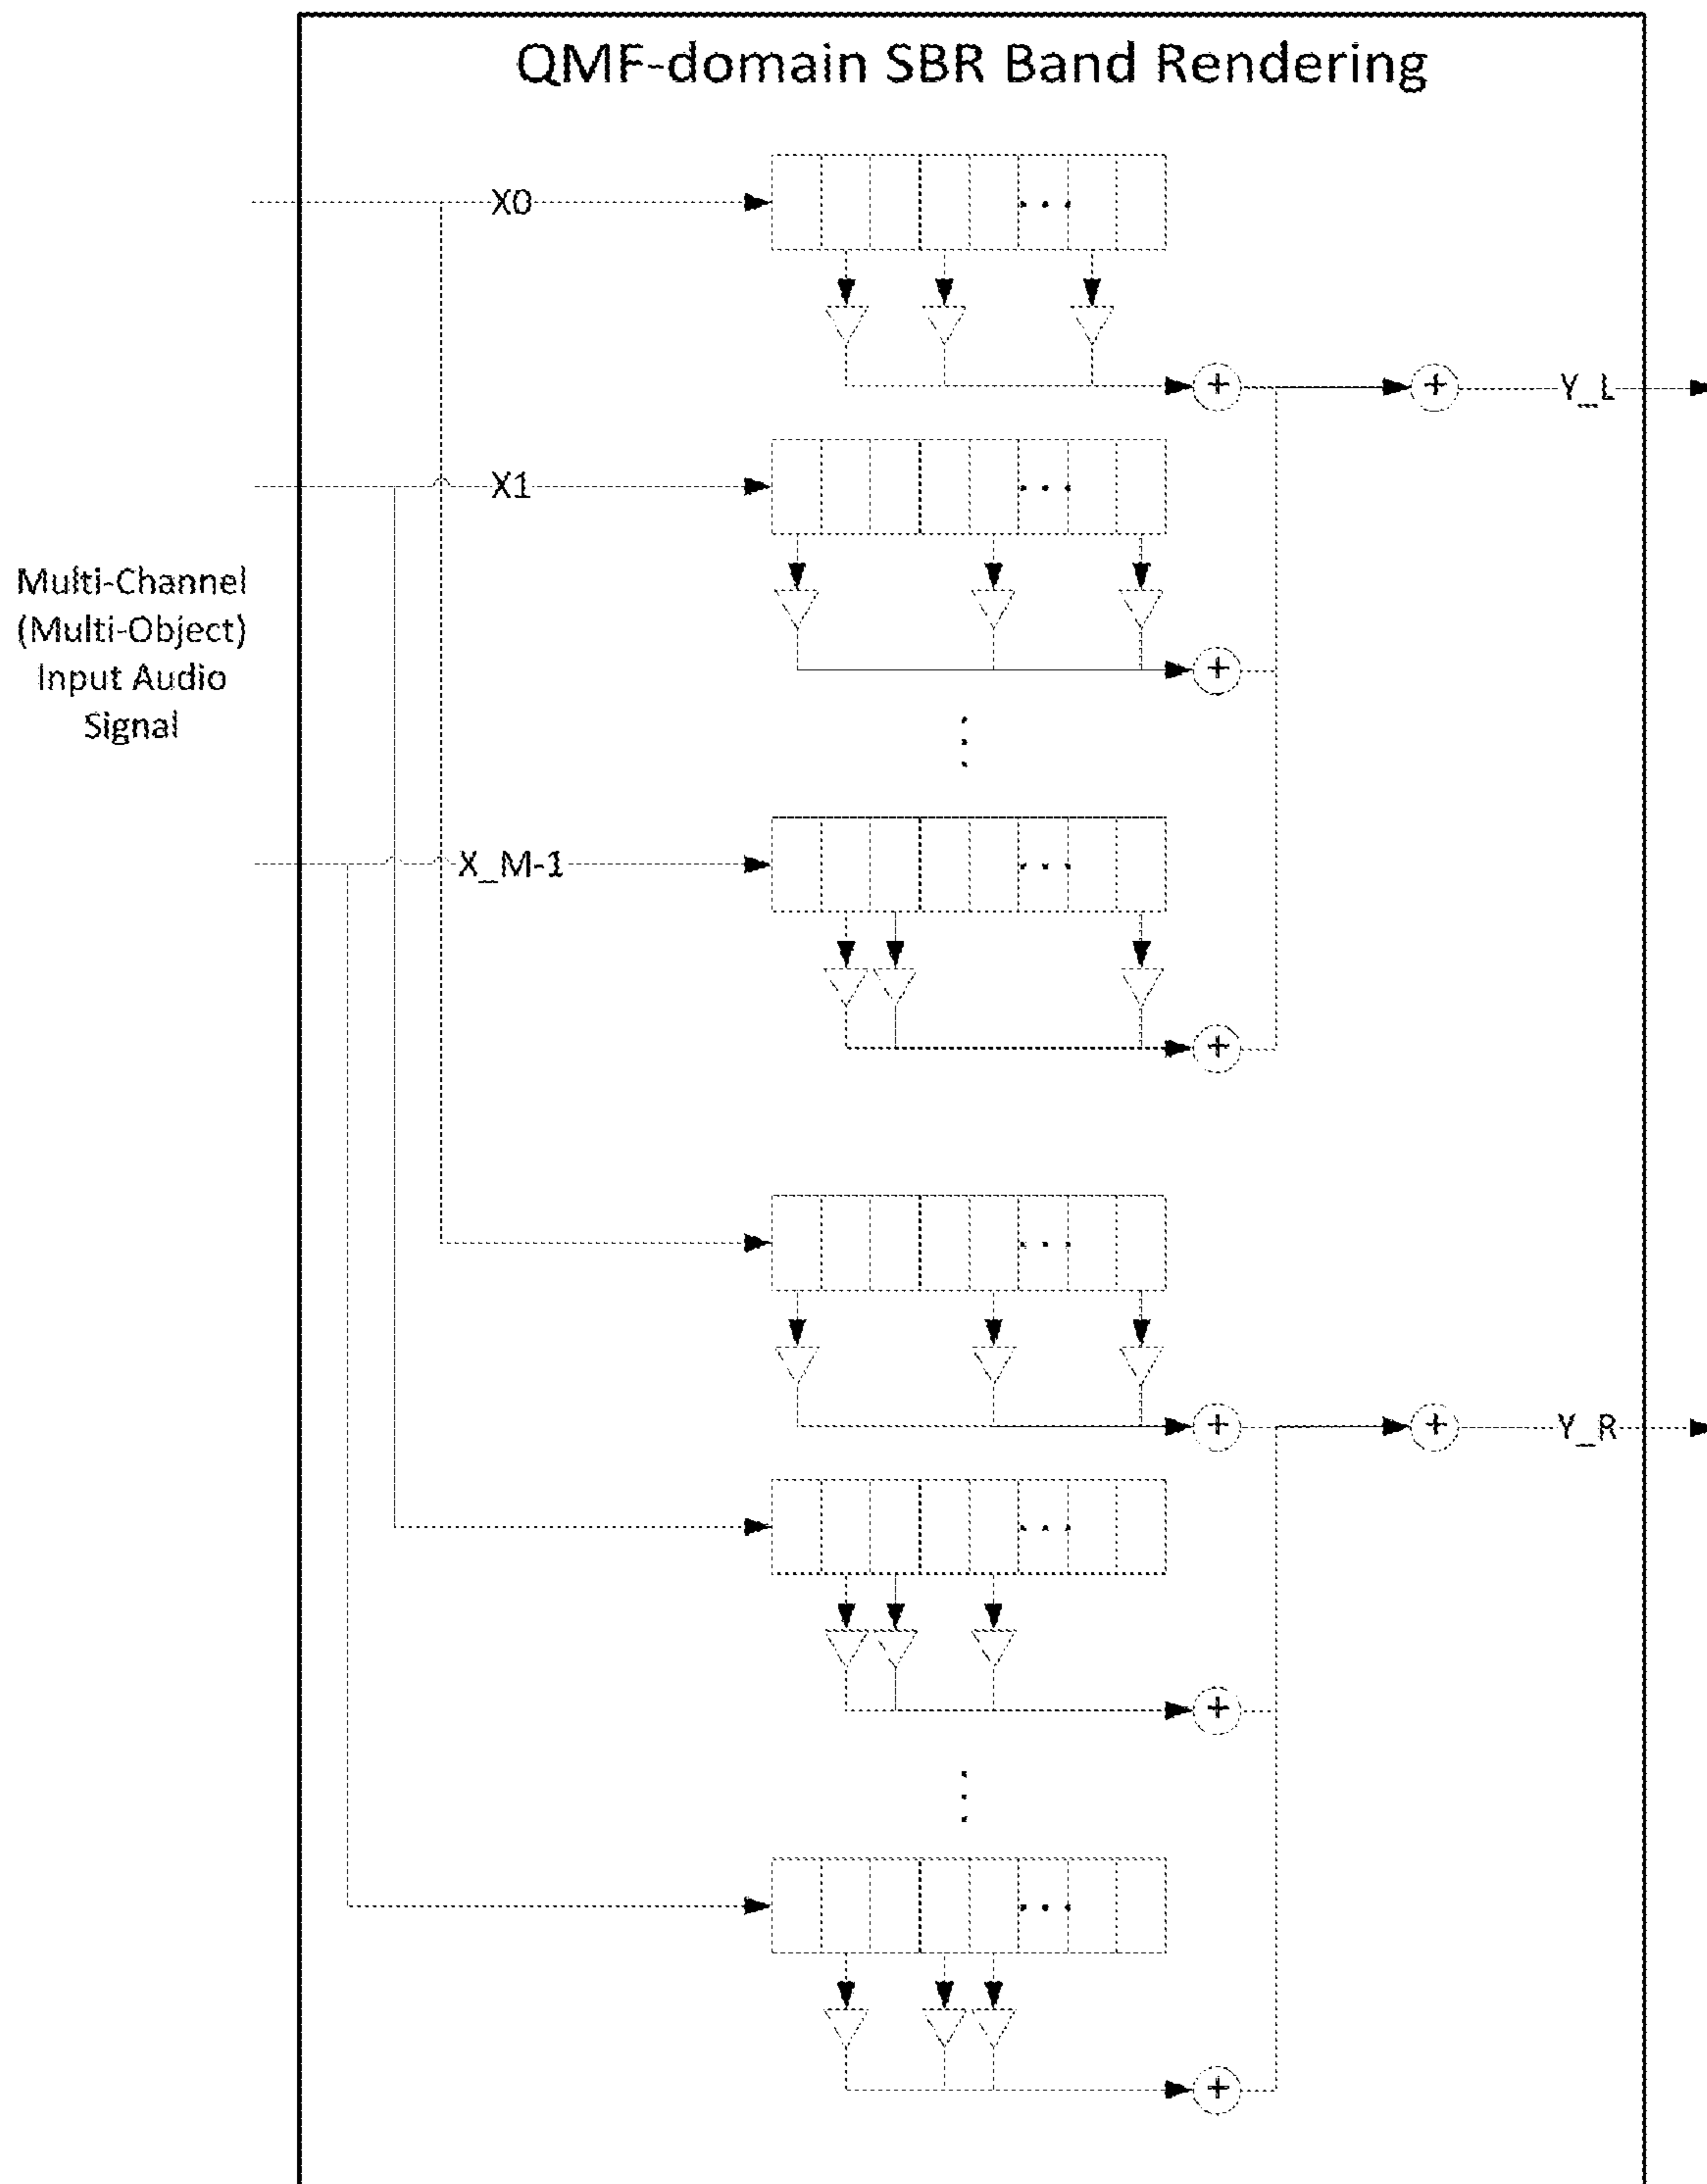 QMF-domain SBR Band Rendering
X0
Y_L
X1
Multi-Channel
(Multi-Object)
Input Audio
Signal
X_M-1
Y_R